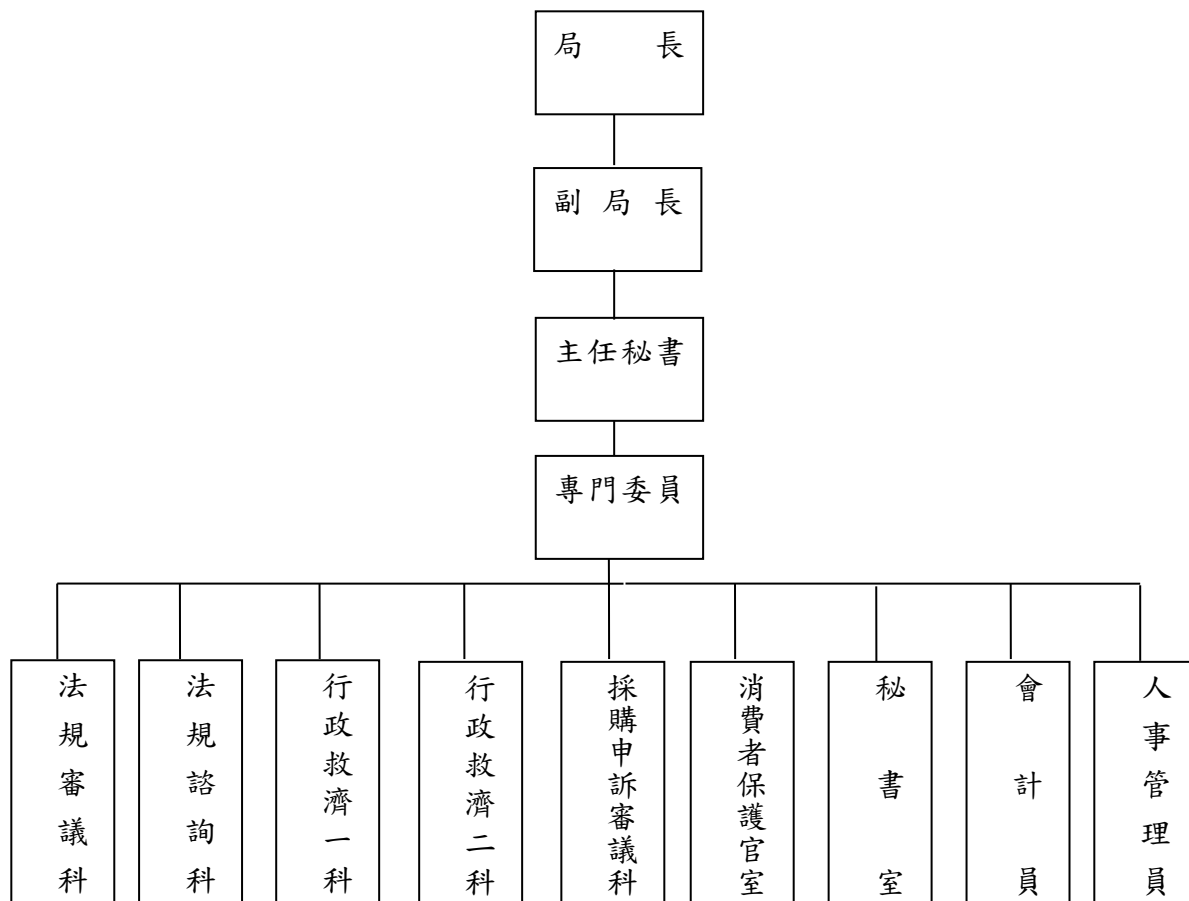 局長
副局長
主任秘書
專門委員
法規審議科
法規諮詢科
行政救濟一科
行政救濟二科
採購申訴審議科
消費者保護官室
秘書室
會計員
人事管理員